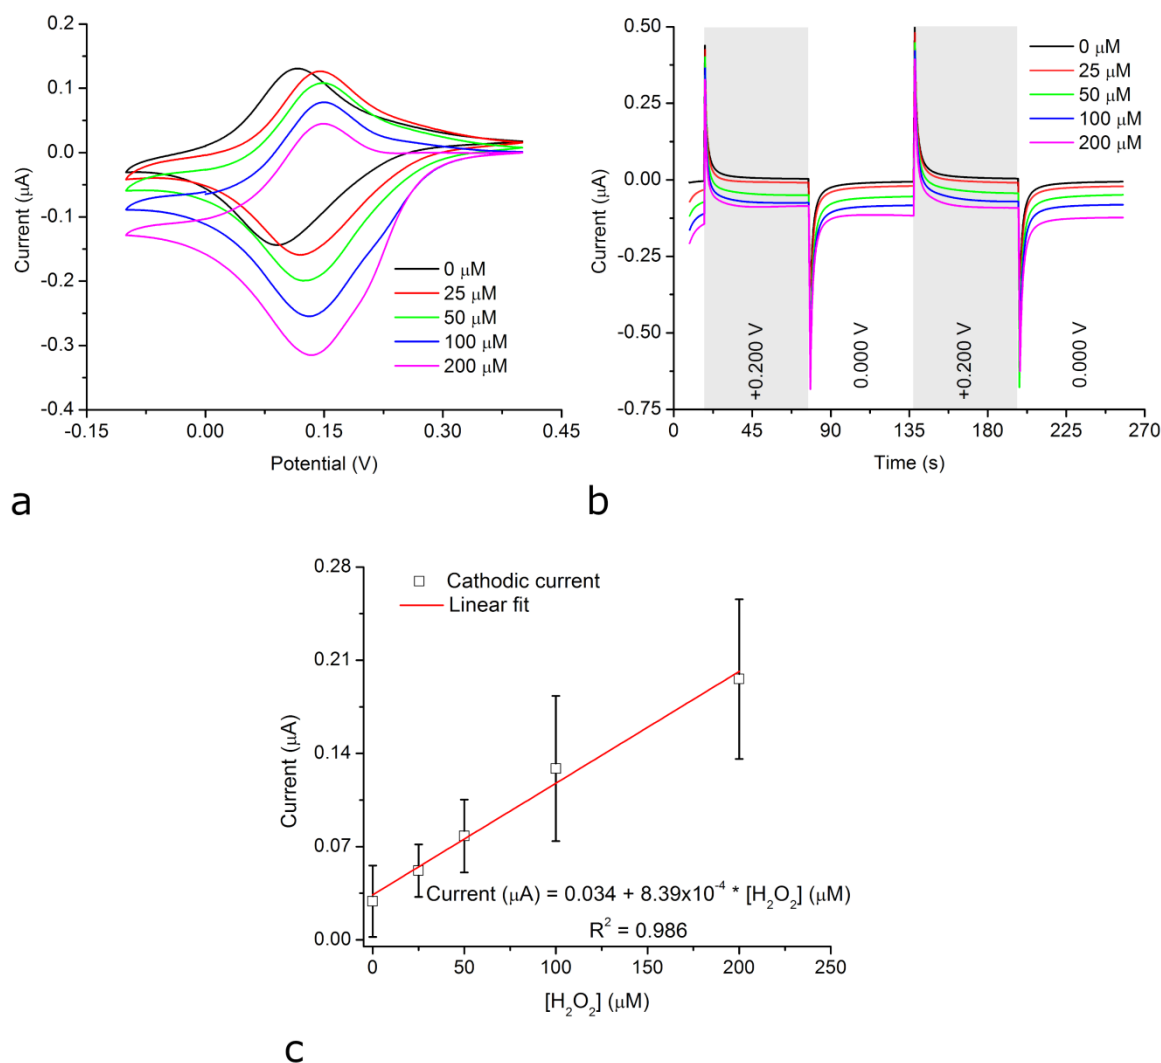 0.2
0.1
0.0
-0.1
-0.2
-0.3
-0.4
Current (μA)
-0.15
0.00
0.15
0.30
0.45
Potential (V)
0 μM
25 μM
50 μM
100 μM
200 μM
a
0.50
0.25
0.00
-0.25
-0.50
-0.75
Current (μA)
0 μM
25 μM
50 μM
100 μM
200 μM
+0.200 V
0.000 V
+0.200 V
0.000 V
0
45
90
135
180
225
270
Time (s)
b
0.28
0.21
0.14
0.07
0.00
Current (μA)
Cathodic current
Linear fit
Current (μA) = 0.034 + 8.39x10⁻⁴ * [H₂O₂] (μM)
R² = 0.986
0
50
100
150
200
250
[H₂O₂] (μM)
c